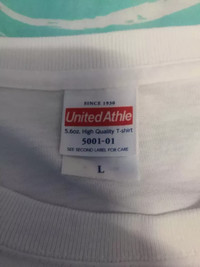 SINCE 1930
United Athle
5.6oz. High Quality T-shirt
5001-01
SEE SECOND LABEL FOR CARE
L